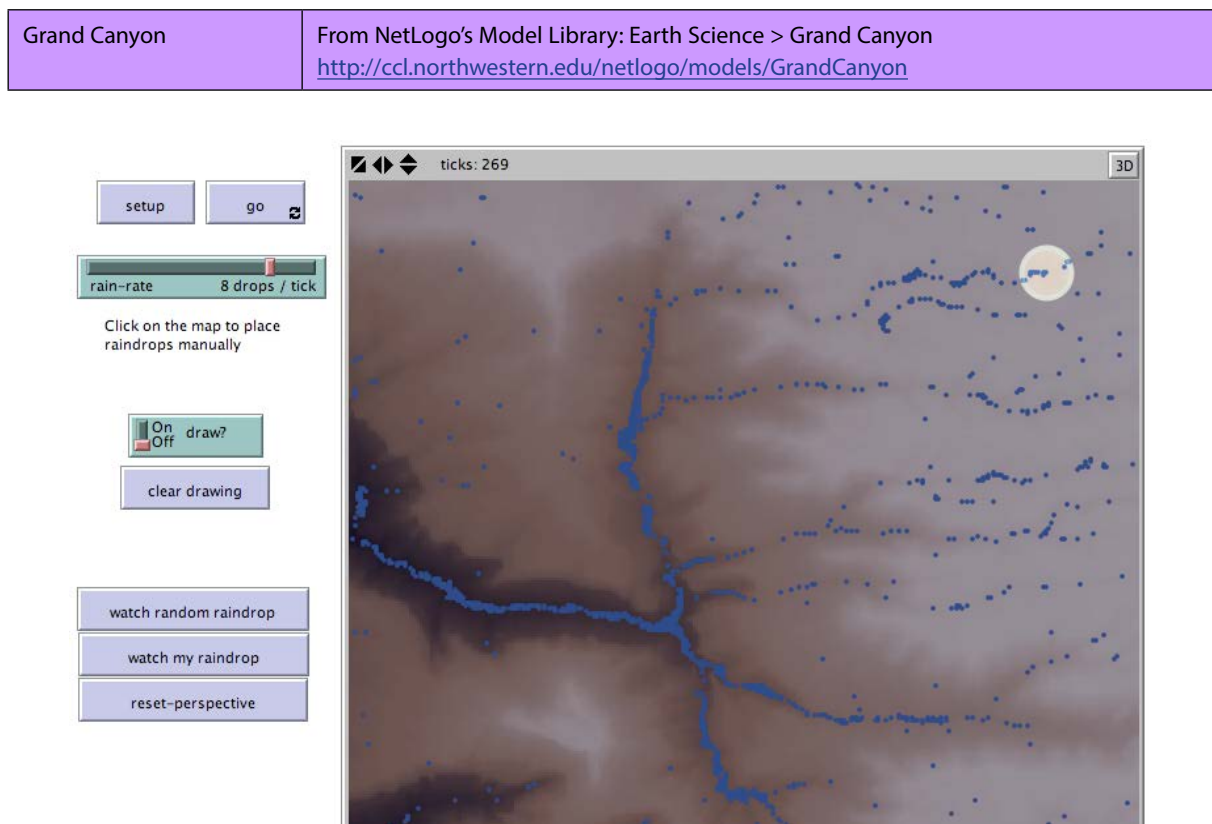 Grand Canyon
From NetLogo's Model Library: Earth Science > Grand Canyon
http://ccl.northwestern.edu/netlogo/models/GrandCanyon
ticks: 269
3D
setup
go
rain-rate 8 drops / tick
Click on the map to place
raindrops manually
On
Off
draw?
clear drawing
watch random raindrop
watch my raindrop
reset-perspective